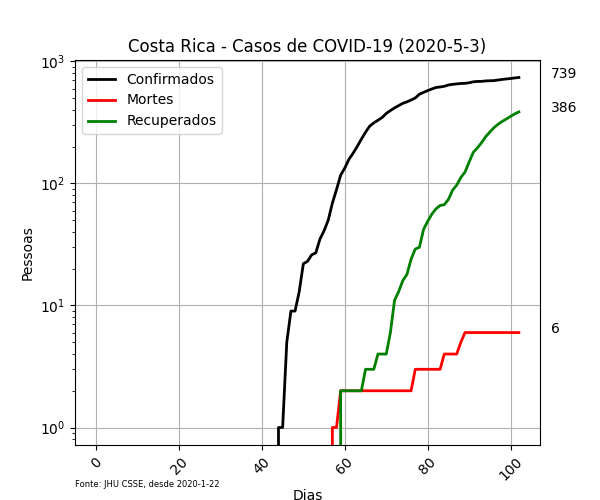 Costa Rica - Casos de COVID-19 (2020-5-3)
Confirmados
Mortes
Recuperados
10³
10²
10¹
10⁰
Pessoas
739
386
6
0
20
40
60
80
100
Fonte: JHU CSSE, desde 2020-1-22
Dias